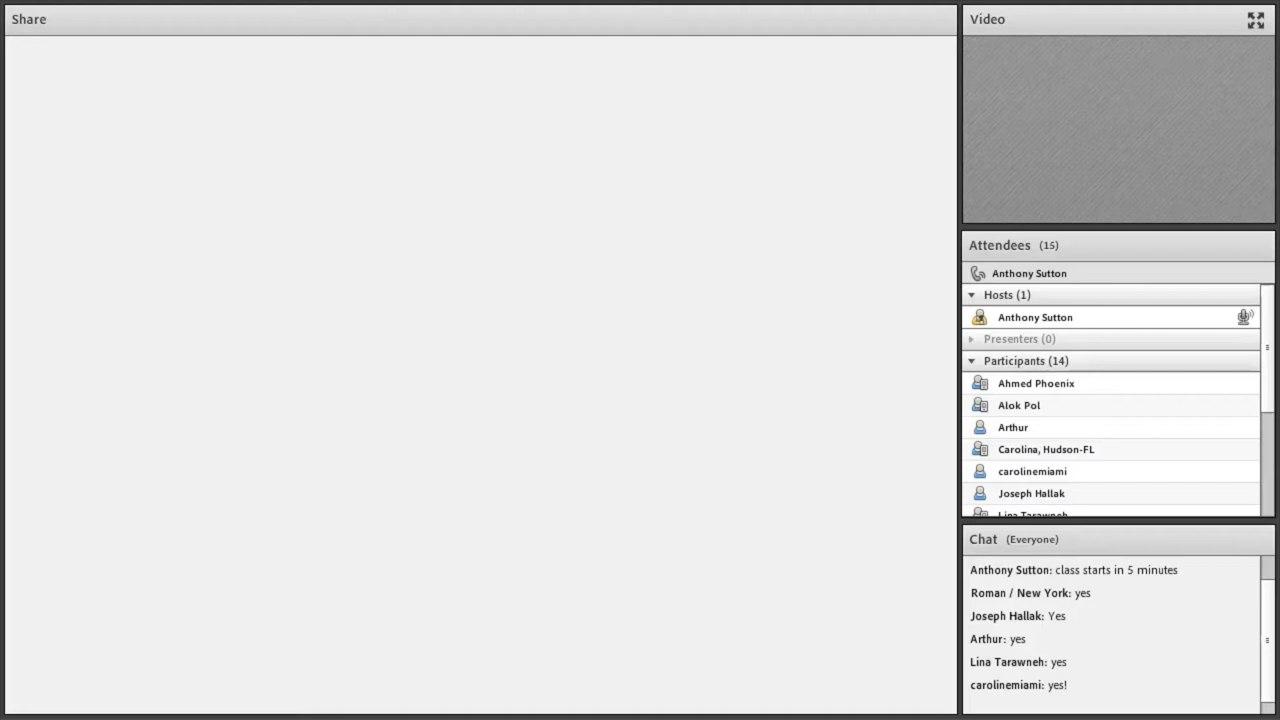 Share
Video
Attendees (15)
Anthony Sutton
Hosts (1)
Anthony Sutton
Presenters (0)
Participants (14)
Ahmed Phoenix
Alok Pol
Arthur
Carolina, Hudson-FL
carolinemiami
Joseph Hallak
Lina Tarawneh
Chat (Everyone)
Anthony Sutton: class starts in 5 minutes
Roman / New York: yes
Joseph Hallak: Yes
Arthur: yes
Lina Tarawneh: yes
carolinemiami: yes!